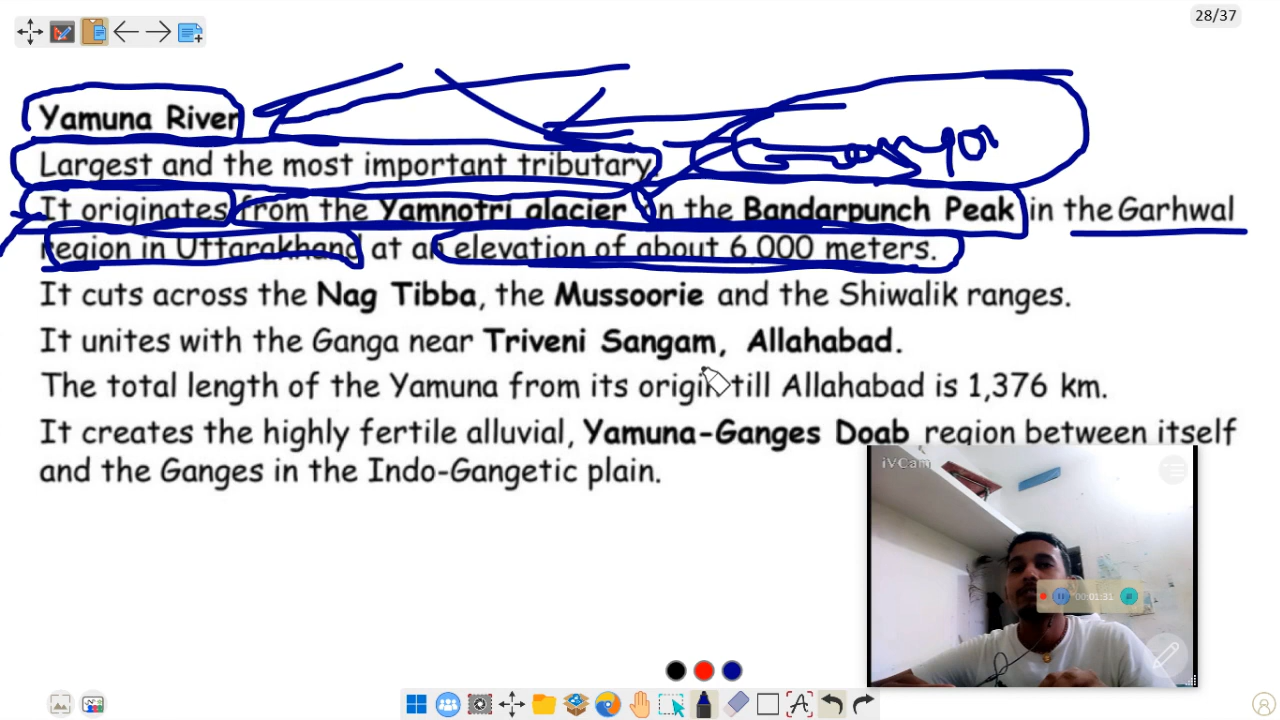 28/37
Yamuna River
Largest and the most important tributary
It originates from the Yamnotri glacier on the Bandarpunch Peak in the Garhwal
region in Uttarakhand at an elevation of about 6,000 meters.
It cuts across the Nag Tibba, the Mussoorie and the Shiwalik ranges.
It unites with the Ganga near Triveni Sangam, Allahabad.
The total length of the Yamuna from its origin till Allahabad is 1,376 km.
It creates the highly fertile alluvial, Yamuna-Ganges Doab region between itself
and the Ganges in the Indo-Gangetic plain.
iVCam
00:01:31